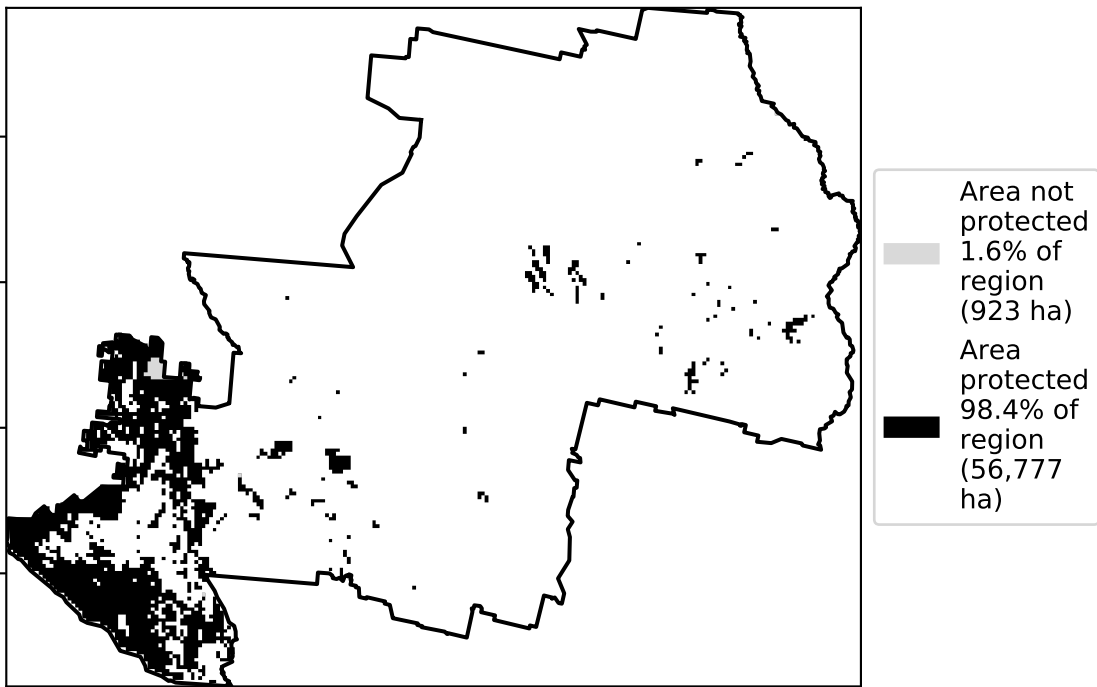 Area not
protected
1.6% of
region
(923 ha)
Area
protected
98.4% of
region
(56,777
ha)